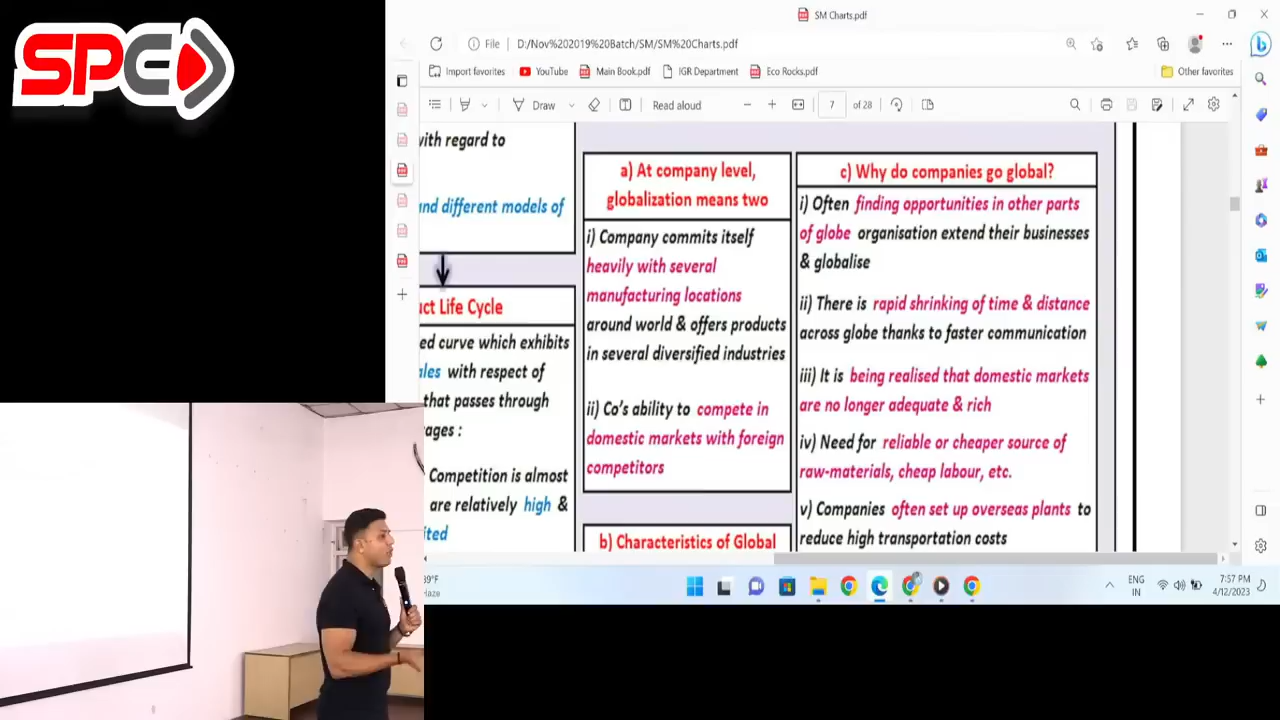 SPE
SM Charts.pdf
File
D:/Nov%202019%20Batch/SM/SM%20Charts.pdf
Import favorites
YouTube
Main Book.pdf
IGR Department
Eco Rocks.pdf
Other favorites
Draw
Read aloud
7
of 28
with regard to
and different models of
uct Life Cycle
ed curve which exhibits
ales with respect of
that passes through
ages :
Competition is almost
are relatively high &
ited
a) At company level,
globalization means two
i) Company commits itself
heavily with several
manufacturing locations
around world & offers products
in several diversified industries
ii) Co's ability to compete in
domestic markets with foreign
competitors
b) Characteristics of Global
c) Why do companies go global?
i) Often finding opportunities in other parts
of globe organisation extend their businesses
& globalise
ii) There is rapid shrinking of time & distance
across globe thanks to faster communication
iii) It is being realised that domestic markets
are no longer adequate & rich
iv) Need for reliable or cheaper source of
raw-materials, cheap labour, etc.
v) Companies often set up overseas plants to
reduce high transportation costs
39°F
Haze
ENG
IN
7:57 PM
4/12/2023